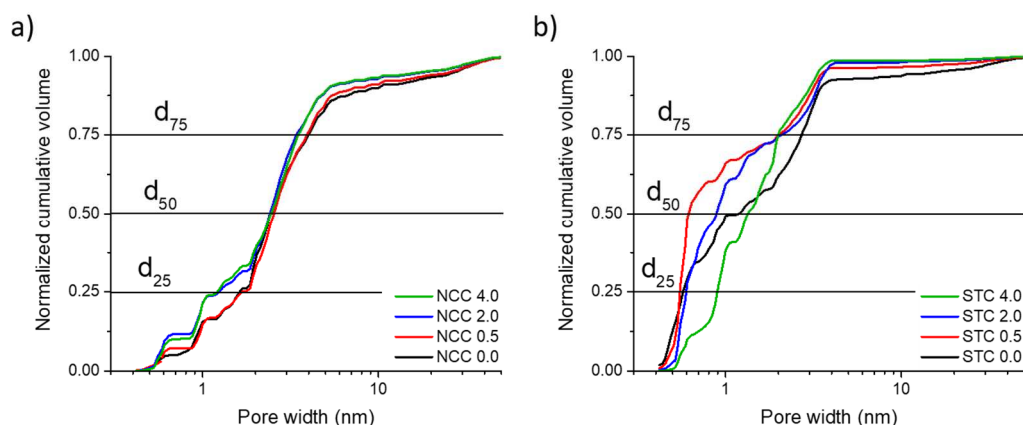 a)
Normalized cumulative volume
1.00
0.75
0.50
0.25
0.00
d75
d50
d25
NCC 4.0
NCC 2.0
NCC 0.5
NCC 0.0
1
10
Pore width (nm)
b)
Normalized cumulative volume
1.00
0.75
0.50
0.25
0.00
d75
d50
d25
STC 4.0
STC 2.0
STC 0.5
STC 0.0
1
10
Pore width (nm)